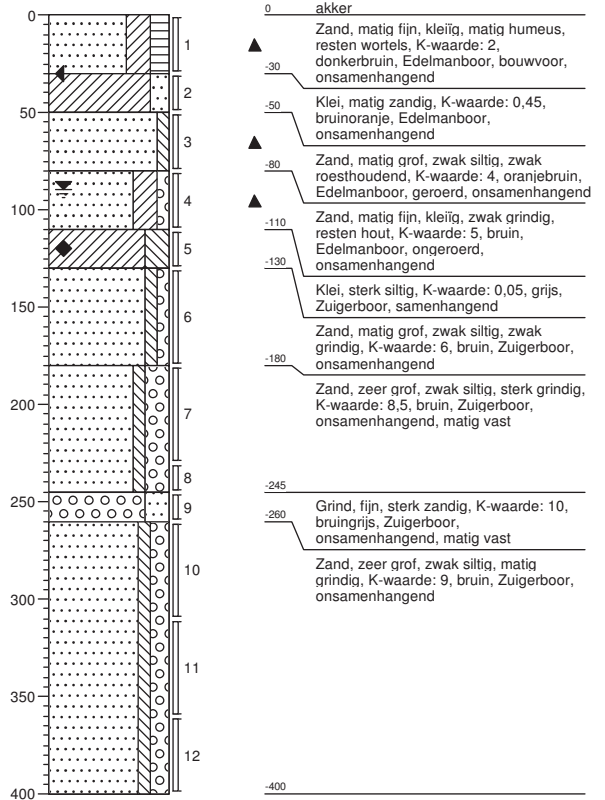 0
50
100
150
200
250
300
350
400
1
2
3
4
5
6
7
8
9
10
11
12
0 akker
Zand, matig fijn, kleiïg, matig humeus,
resten wortels, K-waarde: 2,
donkerbruin, Edelmanboor, bouwvoor,
onsamenhangend
-30
Klei, matig zandig, K-waarde: 0,45,
bruinoranje, Edelmanboor,
onsamenhangend
-50
Zand, matig grof, zwak siltig, zwak
roesthoudend, K-waarde: 4, oranjebruin,
Edelmanboor, geroerd, onsamenhangend
-80
Zand, matig fijn, kleiïg, zwak grindig,
resten hout, K-waarde: 5, bruin,
Edelmanboor, ongeroerd,
onsamenhangend
-110
Klei, sterk siltig, K-waarde: 0,05, grijs,
Zuigerboor, samenhangend
-130
Zand, matig grof, zwak siltig, zwak
grindig, K-waarde: 6, bruin, Zuigerboor,
onsamenhangend
-180
Zand, zeer grof, zwak siltig, sterk grindig,
K-waarde: 8,5, bruin, Zuigerboor,
onsamenhangend, matig vast
-245
Grind, fijn, sterk zandig, K-waarde: 10,
bruingrijs, Zuigerboor,
onsamenhangend, matig vast
-260
Zand, zeer grof, zwak siltig, matig
grindig, K-waarde: 9, bruin, Zuigerboor,
onsamenhangend
-400